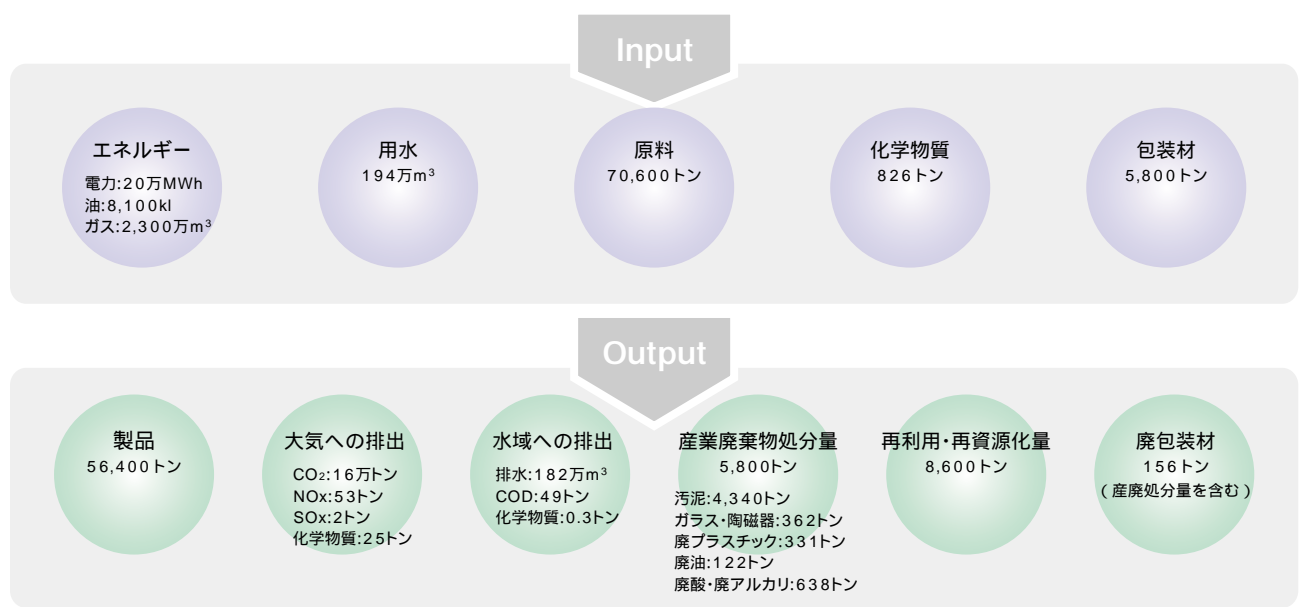 Input
エネルギー
電力:20万MWh
油:8,100kl
ガス:2,300万m³
用水
194万m³
原料
70,600トン
化学物質
826トン
包装材
5,800トン
Output
製品
56,400トン
大気への排出
CO₂:16万トン
NOx:53トン
SOx:2トン
化学物質:25トン
水域への排出
排水:182万m³
COD:49トン
化学物質:0.3トン
産業廃棄物処分量
5,800トン
汚泥:4,340トン
ガラス・陶磁器:362トン
廃プラスチック:331トン
廃油:122トン
廃酸・廃アルカリ:638トン
再利用・再資源化量
8,600トン
廃包装材
156トン
(産廃処分量を含む)